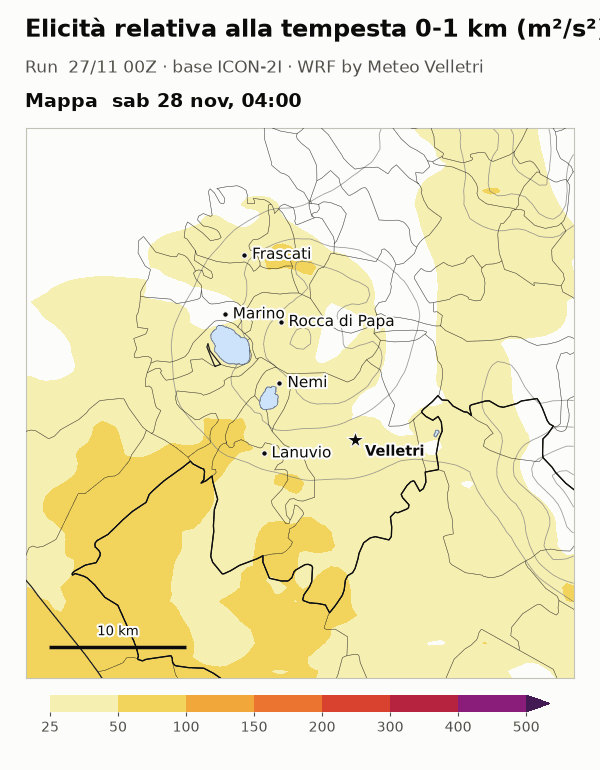 Elicità relativa alla tempesta 0-1 km (m²/s²)
Run  27/11 00Z · base ICON-2I · WRF by Meteo Velletri
Mappa  sab 28 nov, 04:00
Frascati
Marino
Rocca di Papa
Nemi
Velletri
Lanuvio
10 km
25 50 100 150 200 300 400 500